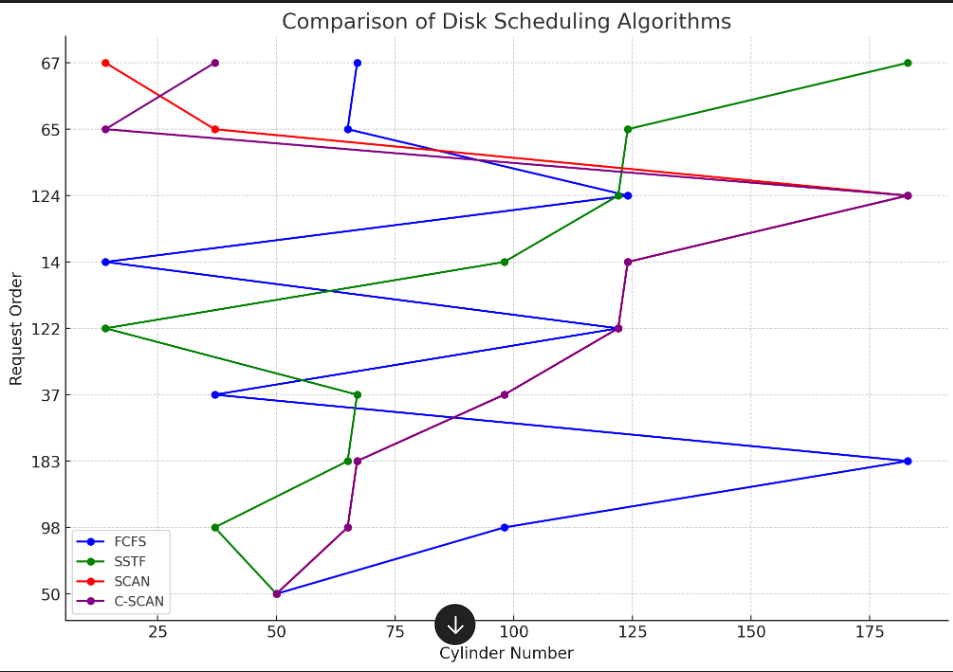 Comparison of Disk Scheduling Algorithms
Request Order
67
65
124
14
122
37
183
98
50
FCFS
SSTF
SCAN
C-SCAN
25 50 75 100 125 150 175
Cylinder Number